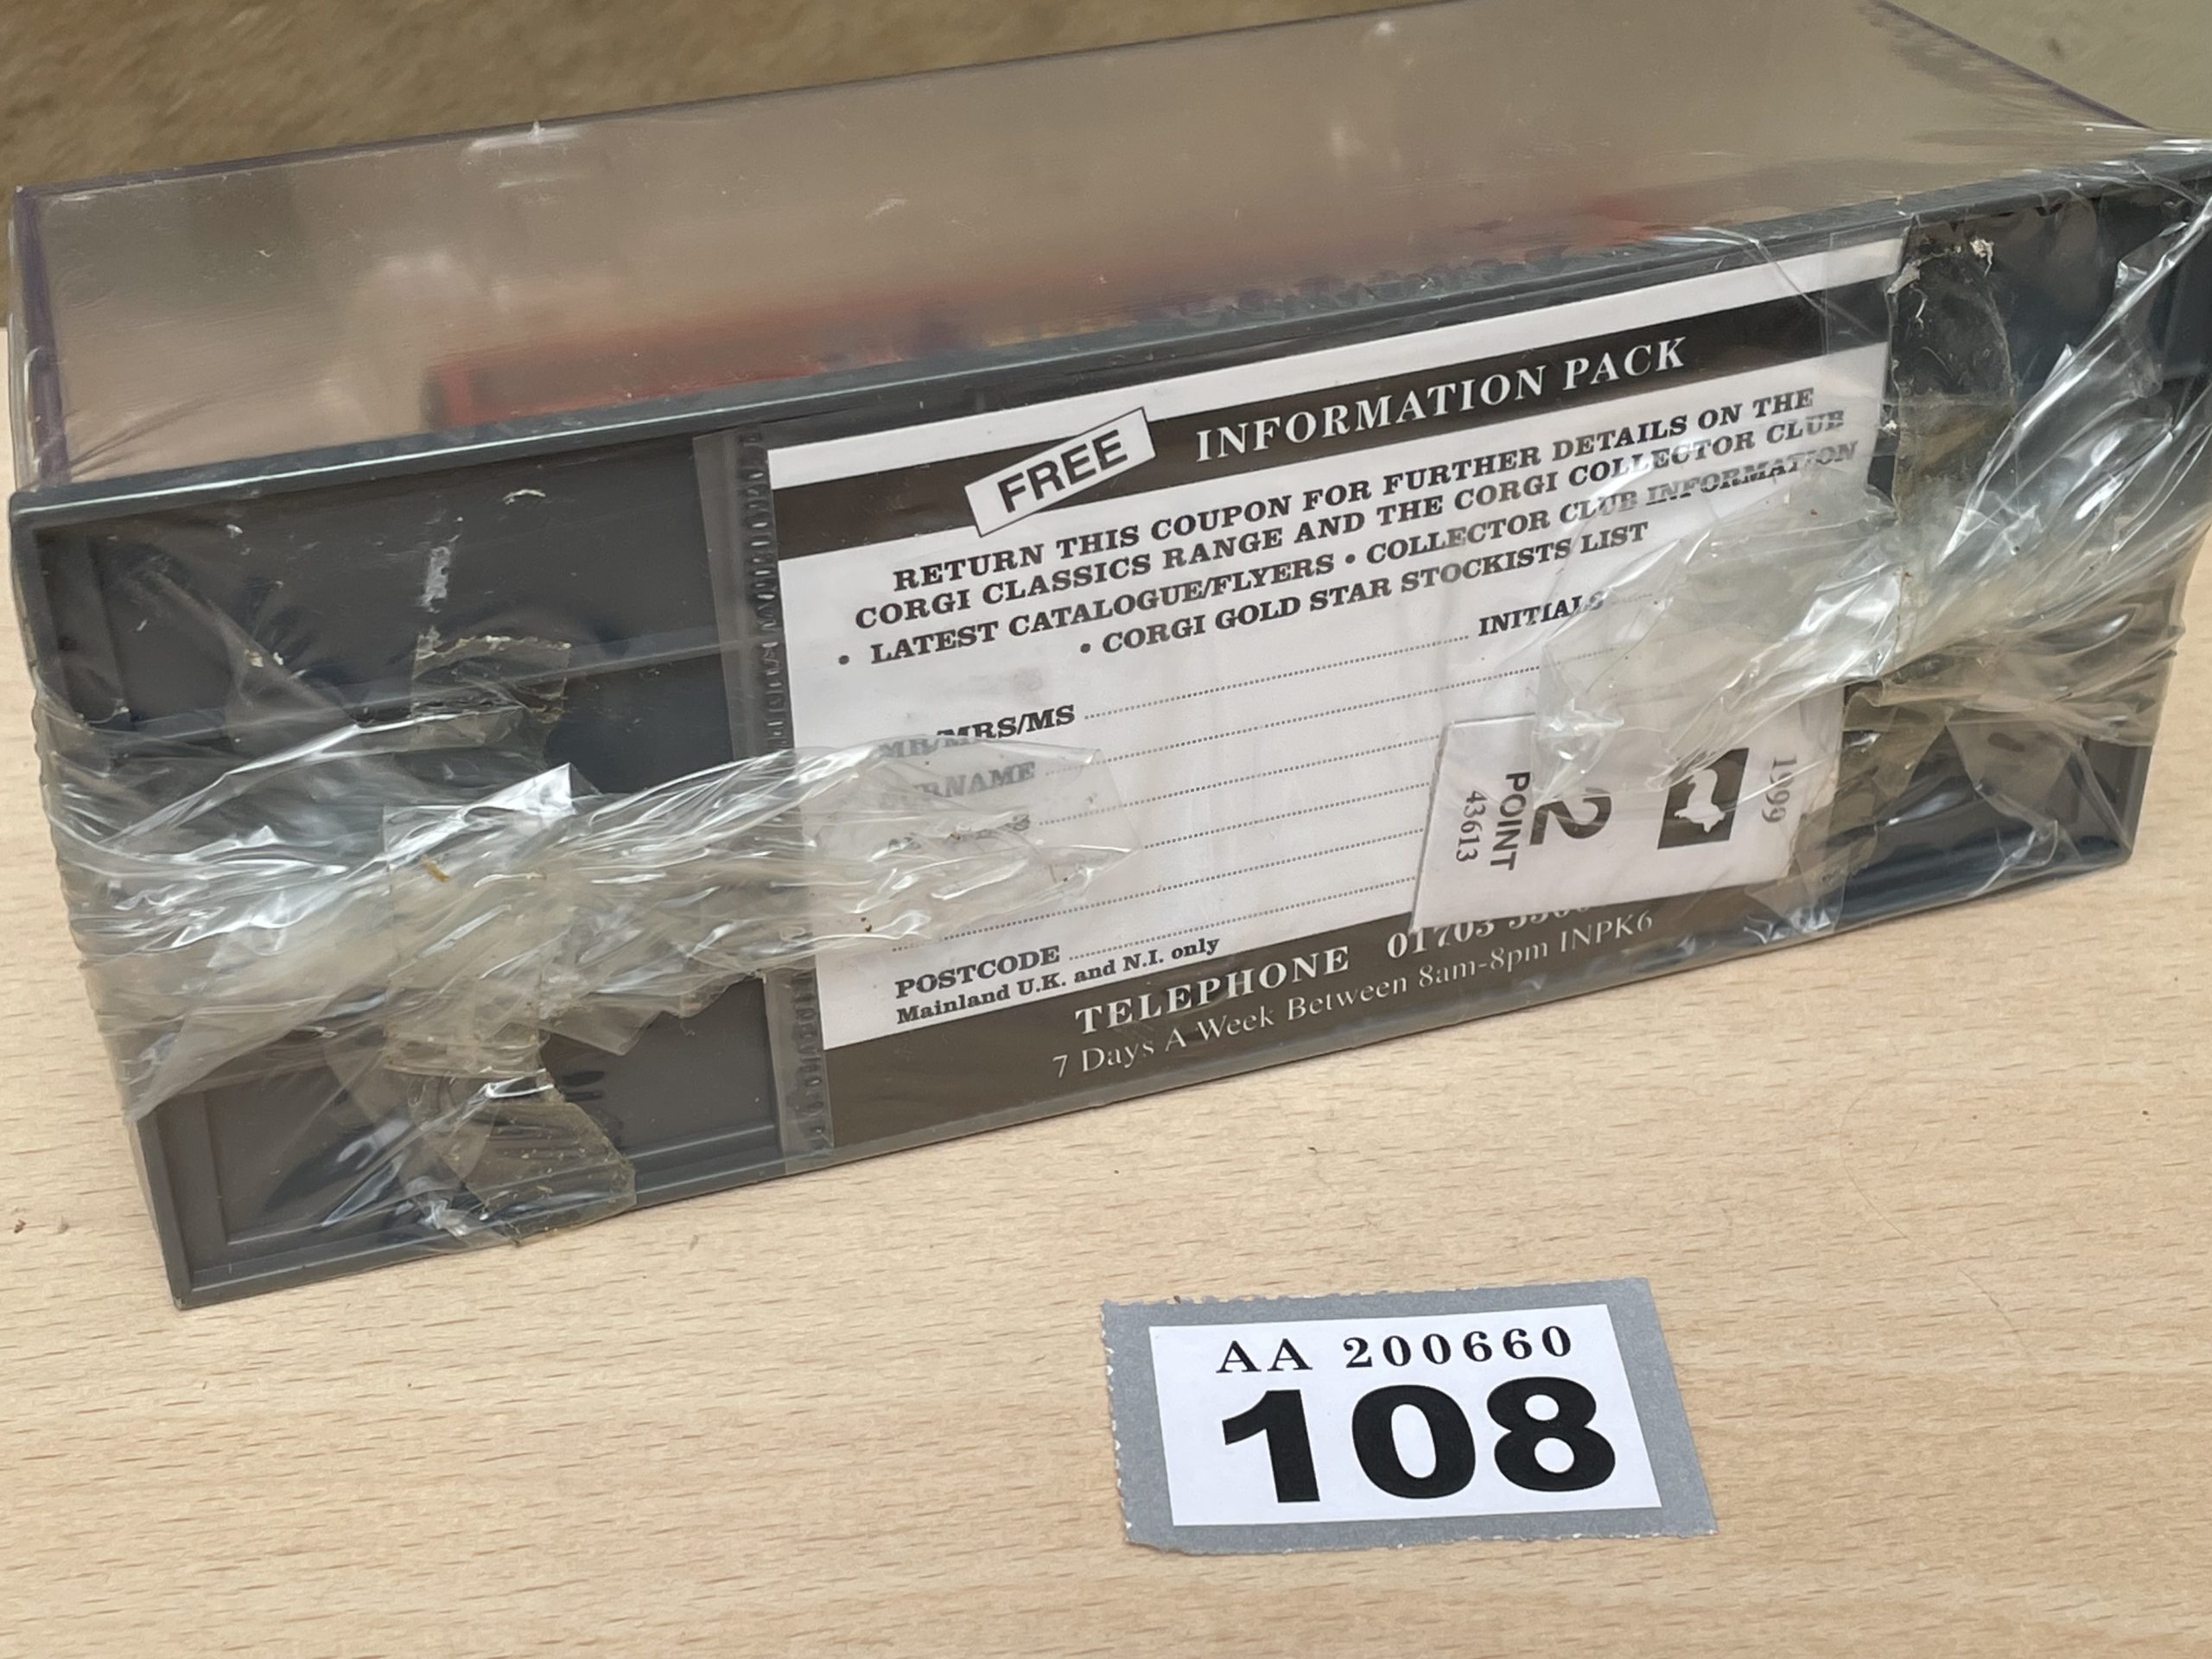 FREE
INFORMATION PACK
RETURN THIS COUPON FOR FURTHER DETAILS ON THE
CORGI CLASSICS RANGE AND THE CORGI COLLECTOR CLUB
• LATEST CATALOGUE/FLYERS • COLLECTOR CLUB INFORMATION
• CORGI GOLD STAR STOCKISTS LIST
MR/MRS/MS INITIALS
SURNAME
POSTCODE
Mainland U.K. and N.I. only
TELEPHONE 01703
7 Days A Week Between 8am-8pm INPK6
1999
2
POINT
43613
AA 200660
108